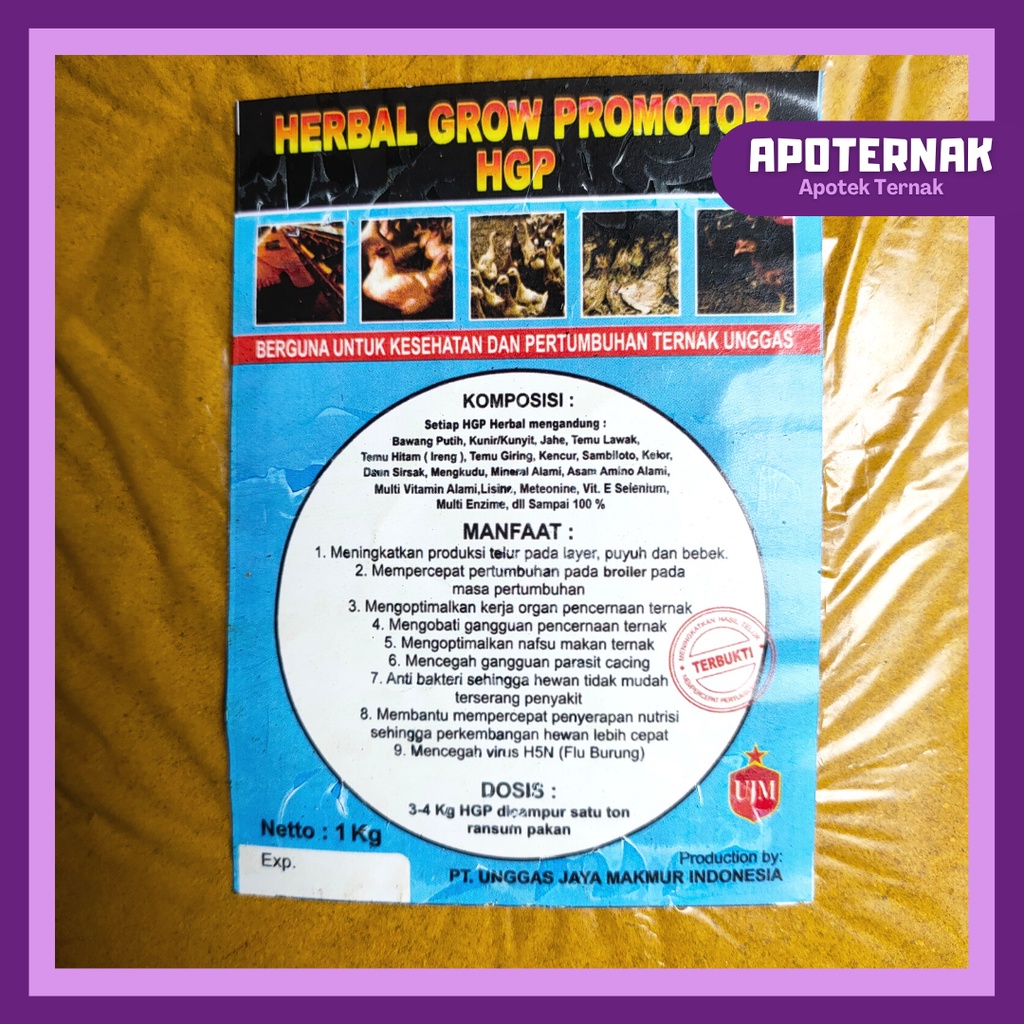 HERBAL GROW PROMOTOR
HGP
APOTERNAK
Apotek Ternak
BERGUNA UNTUK KESEHATAN DAN PERTUMBUHAN TERNAK UNGGAS
KOMPOSISI :
Setiap HGP Herbal mengandung :
Bawang Putih, Kunir/Kunyit, Jahe, Temu Lawak,
Temu Hitam ( Ireng ), Temu Giring, Kencur, Sambiloto, Kelor,
Daun Sirsak, Mengkudu, Mineral Alami, Asam Amino Alami,
Multi Vitamin Alami,Lisine, Meteonine, Vit. E Selenium,
Multi Enzime, dll Sampai 100 %
MANFAAT :
1. Meningkatkan produksi telur pada layer, puyuh dan bebek.
2. Mempercepat pertumbuhan pada broiler pada
masa pertumbuhan
3. Mengoptimalkan kerja organ pencernaan ternak
4. Mengobati gangguan pencernaan ternak
5. Mengoptimalkan nafsu makan ternak
6. Mencegah gangguan parasit cacing
7. Anti bakteri sehingga hewan tidak mudah
terserang penyakit
8. Membantu mempercepat penyerapan nutrisi
sehingga perkembangan hewan lebih cepat
9. Mencegah virus H5N (Flu Burung)
MENINGKATKAN HASIL TELUR
TERBUKTI
MEMPERCEPAT
DOSIS :
3-4 Kg HGP dicampur satu ton
ransum pakan
UJM
Netto : 1 Kg
Exp.
Production by:
PT. UNGGAS JAYA MAKMUR INDONESIA